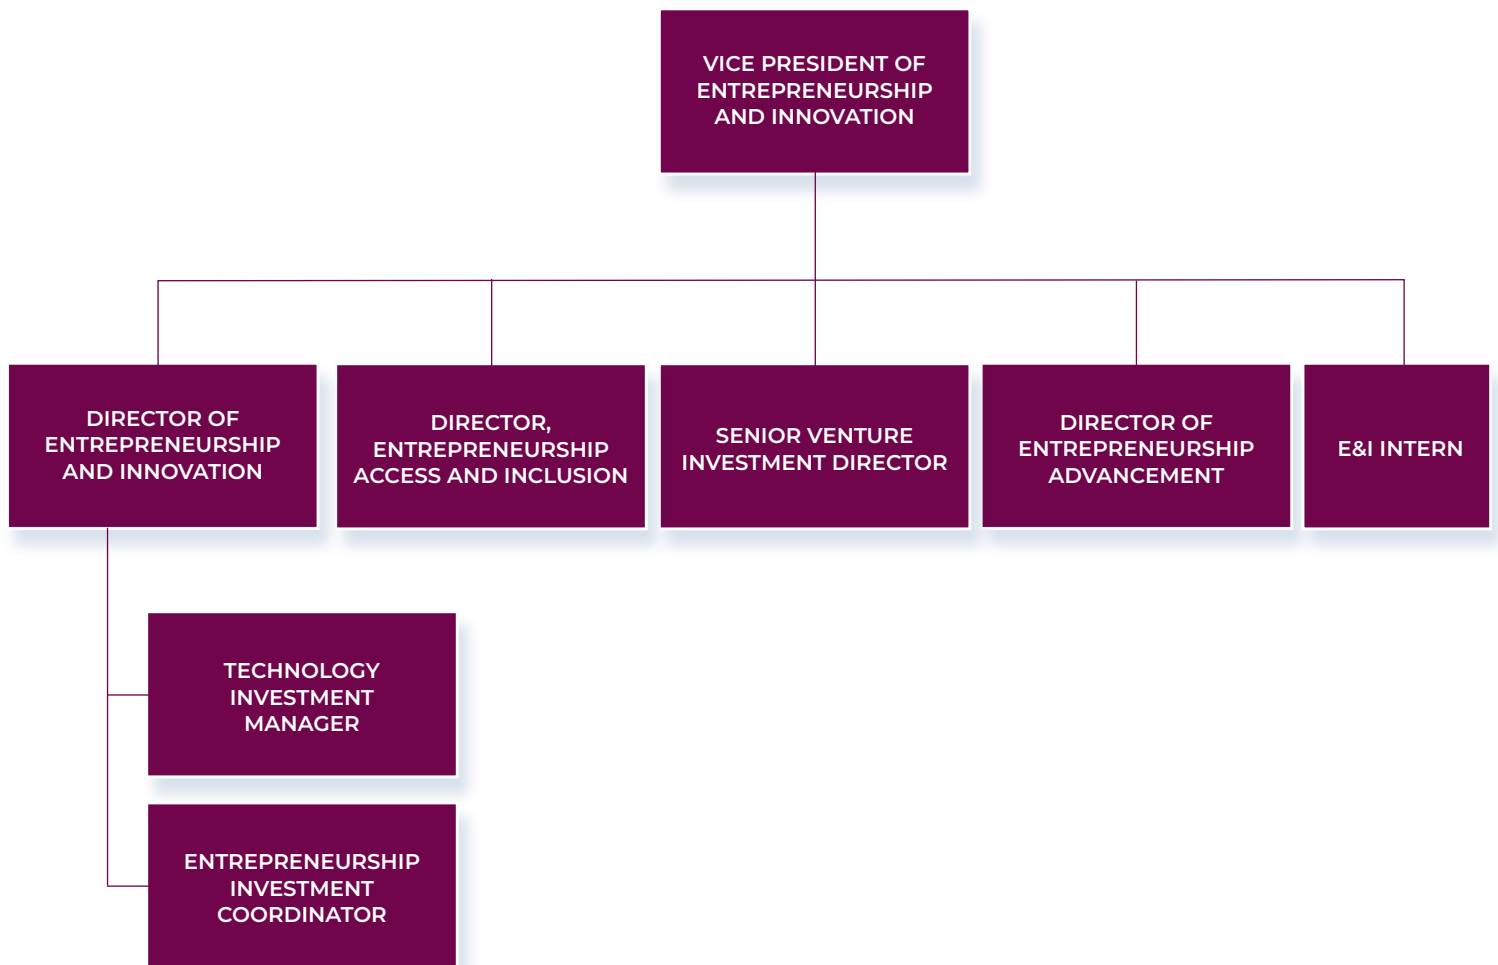 VICE PRESIDENT OF
ENTREPRENEURSHIP
AND INNOVATION
DIRECTOR OF
ENTREPRENEURSHIP
AND INNOVATION
DIRECTOR,
ENTREPRENEURSHIP
ACCESS AND INCLUSION
SENIOR VENTURE
INVESTMENT DIRECTOR
DIRECTOR OF
ENTREPRENEURSHIP
ADVANCEMENT
E&I INTERN
TECHNOLOGY
INVESTMENT
MANAGER
ENTREPRENEURSHIP
INVESTMENT
COORDINATOR